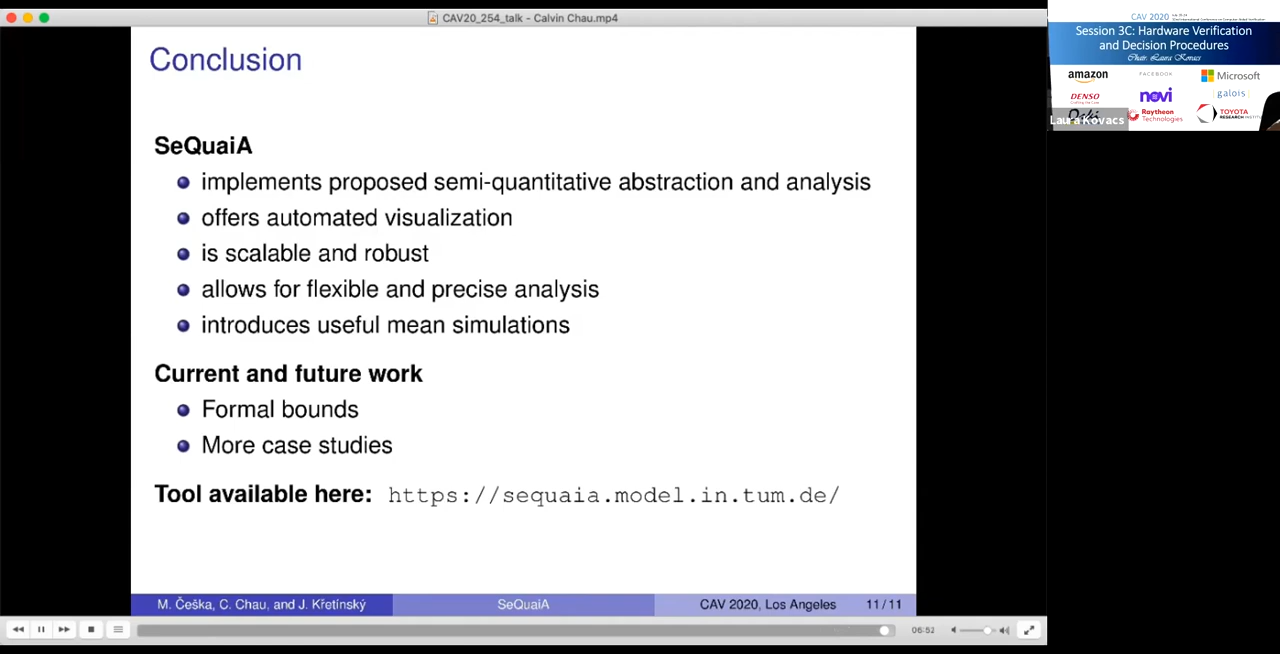 CAV20_254_talk - Calvin Chau.mp4
Conclusion
SeQuaiA
implements proposed semi-quantitative abstraction and analysis
offers automated visualization
is scalable and robust
allows for flexible and precise analysis
introduces useful mean simulations
Current and future work
Formal bounds
More case studies
Tool available here: https://sequaia.model.in.tum.de/
M. Češka, C. Chau, and J. Křetínský
SeQuaiA
CAV 2020, Los Angeles
11 / 11
06:52
CAV 2020
Session 3C: Hardware Verification
and Decision Procedures
Chair: Laura Kovacs
amazon
FACEBOOK
Microsoft
DENSO
novi
galois
Raytheon
Technologies
TOYOTA
Laura Kovacs